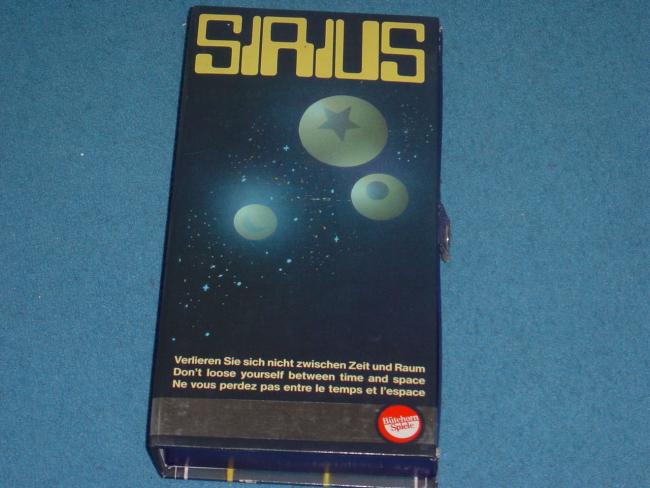 SIRIUS
Verlieren Sie sich nicht zwischen Zeit und Raum
Don't loose yourself between time and space
Ne vous perdez pas entre le temps et l'espace
Bütehorn
Spiele